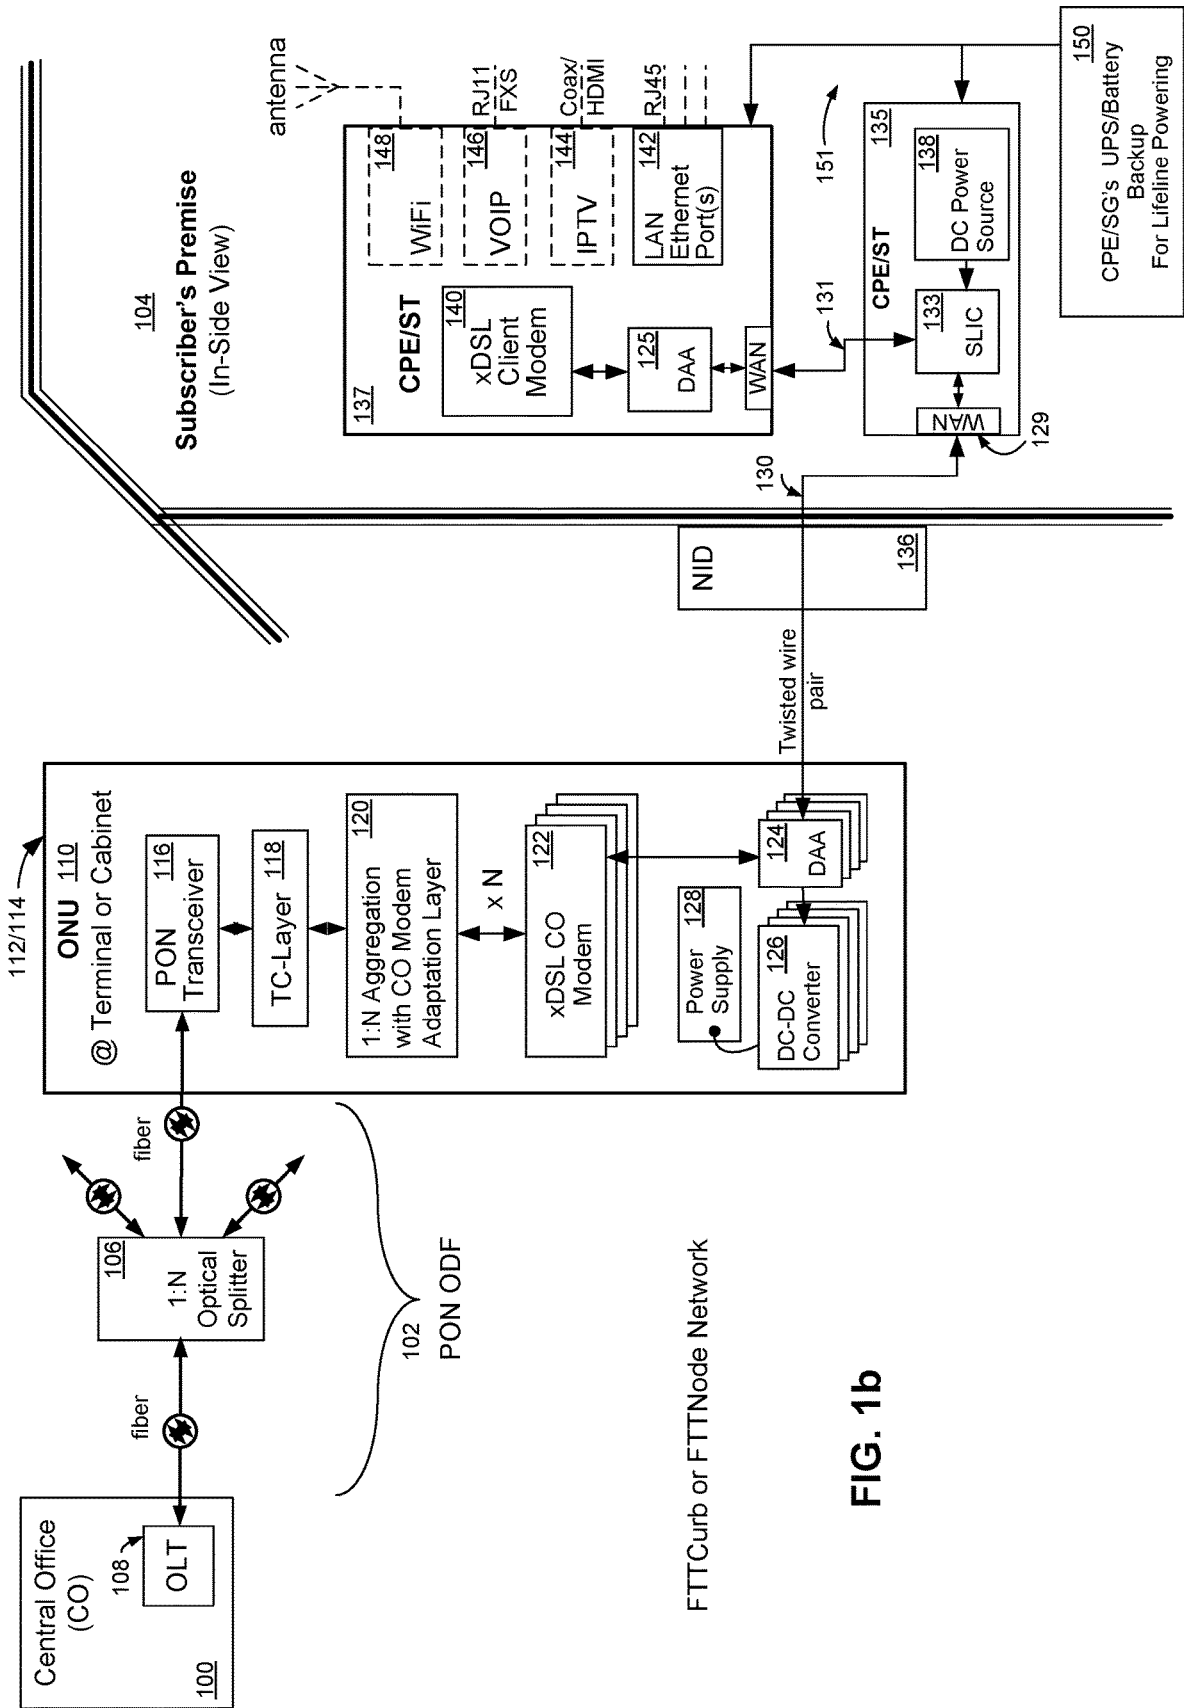 Central Office
(CO)
108
OLT
100
fiber
106
1:N
Optical
Splitter
fiber
102
PON ODF
112/114
ONU 110
@ Terminal or Cabinet
116
PON
Transceiver
TC-Layer 118
120
1:N Aggregation
with CO Modem
Adaptation Layer
x N
122
xDSL CO
Modem
Power
Supply
128
124
DAA
126
DC-DC
Converter
Twisted wire
pair
NID
136
130
104
Subscriber's Premise
(In-Side View)
antenna
137
CPE/ST
148
WiFi
146
VOIP
RJ11
FXS
144
IPTV
Coax/
HDMI
142
LAN
Ethernet
Port(s)
RJ45
140
xDSL
Client
Modem
125
DAA
WAN
131
151
135
CPE/ST
138
DC Power
Source
133
SLIC
WAN
129
150
CPE/SG's UPS/Battery
Backup
For Lifeline Powering
FTTCurb or FTTNode Network
FIG. 1b